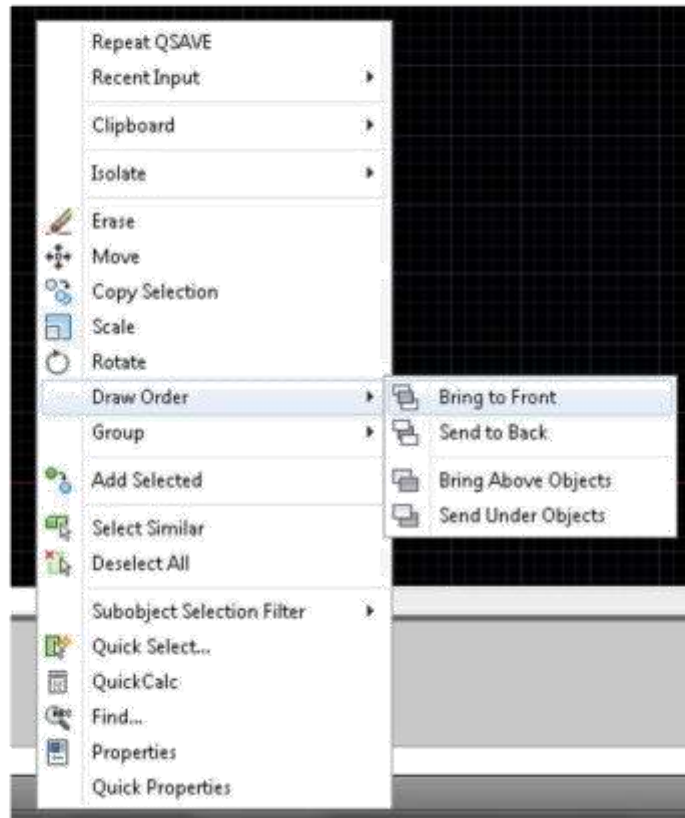 Repeat QSAVE
Recent Input
Clipboard
Isolate
Erase
Move
Copy Selection
Scale
Rotate
Draw Order
Group
Add Selected
Select Similar
Deselect All
Subobject Selection Filter
Quick Select...
QuickCalc
Find...
Properties
Quick Properties
Bring to Front
Send to Back
Bring Above Objects
Send Under Objects